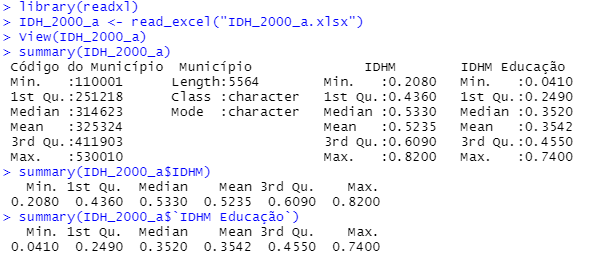 > library(readxl)
> IDH_2000_a <- read_excel("IDH_2000_a.xlsx")
> View(IDH_2000_a)
> summary(IDH_2000_a)
 Código do Município  Município              IDHM        IDHM Educação
 Min.   :110001      Length:5564        Min.   :0.2080   Min.   :0.0410
 1st Qu.:251218      Class :character   1st Qu.:0.4360   1st Qu.:0.2490
 Median :314623      Mode  :character   Median :0.5330   Median :0.3520
 Mean   :325324                         Mean   :0.5235   Mean   :0.3542
 3rd Qu.:411903                         3rd Qu.:0.6090   3rd Qu.:0.4550
 Max.   :530010                         Max.   :0.8200   Max.   :0.7400
> summary(IDH_2000_a$IDHM)
   Min. 1st Qu.  Median    Mean 3rd Qu.    Max.
 0.2080  0.4360  0.5330  0.5235  0.6090  0.8200
> summary(IDH_2000_a$`IDHM Educação`)
   Min. 1st Qu.  Median    Mean 3rd Qu.    Max.
 0.0410  0.2490  0.3520  0.3542  0.4550  0.7400